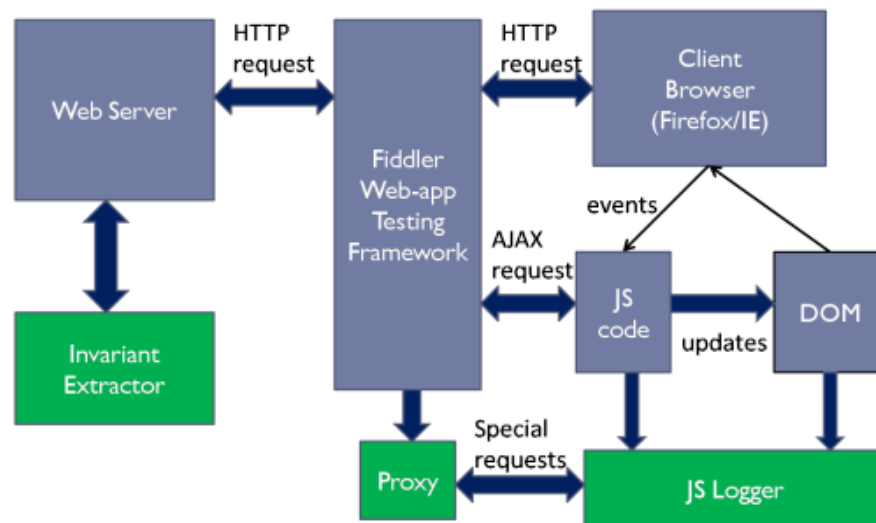 HTTP
request
Web Server
HTTP
request
Client
Browser
(Firefox/IE)
Fiddler
Web-app
Testing
Framework
events
AJAX
request
JS
code
updates
DOM
Invariant
Extractor
Special
requests
Proxy
JS Logger